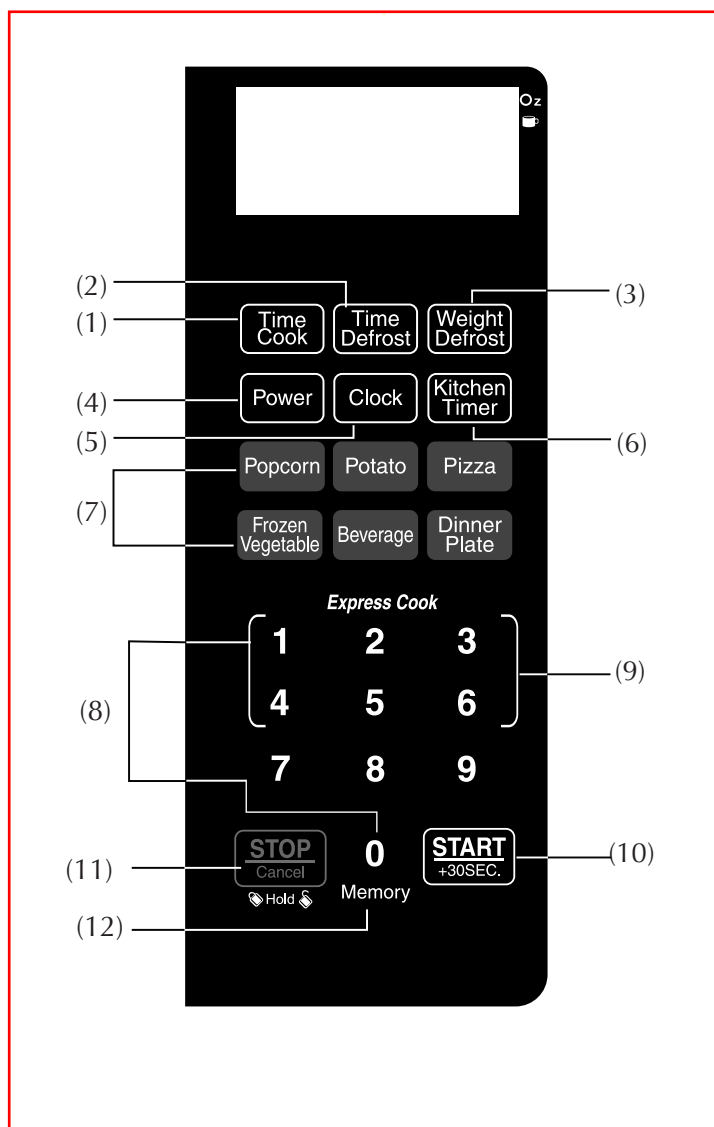 Oz
(2)
(3)
(1)
Time Cook
Time Defrost
Weight Defrost
(4)
Power
Clock
Kitchen Timer
(5)
(6)
Popcorn
Potato
Pizza
(7)
Frozen Vegetable
Beverage
Dinner Plate
Express Cook
1 2 3
(9)
(8)
4 5 6
7 8 9
STOP
Cancel
0
START
+30SEC.
(10)
(11)
Hold
Memory
(12)